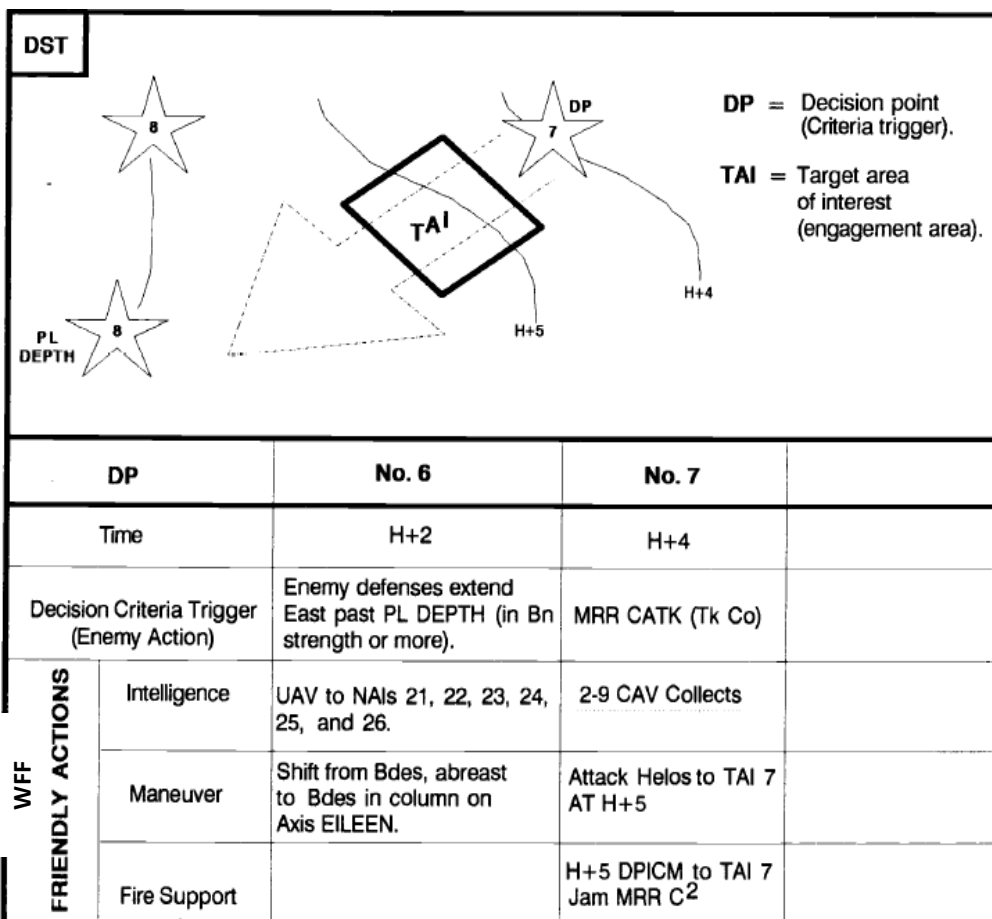 DST
8
DP
7
DP = Decision point
(Criteria trigger).
TAI = Target area
of interest
(engagement area).
TAI
H+4
H+5
PL
DEPTH
8
DP
No. 6
No. 7
Time
H+2
H+4
Decision Criteria Trigger
(Enemy Action)
Enemy defenses extend
East past PL DEPTH (in Bn
strength or more).
MRR CATK (Tk Co)
WFF
FRIENDLY ACTIONS
Intelligence
UAV to NAIs 21, 22, 23, 24,
25, and 26.
2-9 CAV Collects
Maneuver
Shift from Bdes, abreast
to Bdes in column on
Axis EILEEN.
Attack Helos to TAI 7
AT H+5
Fire Support
H+5 DPICM to TAI 7
Jam MRR C2